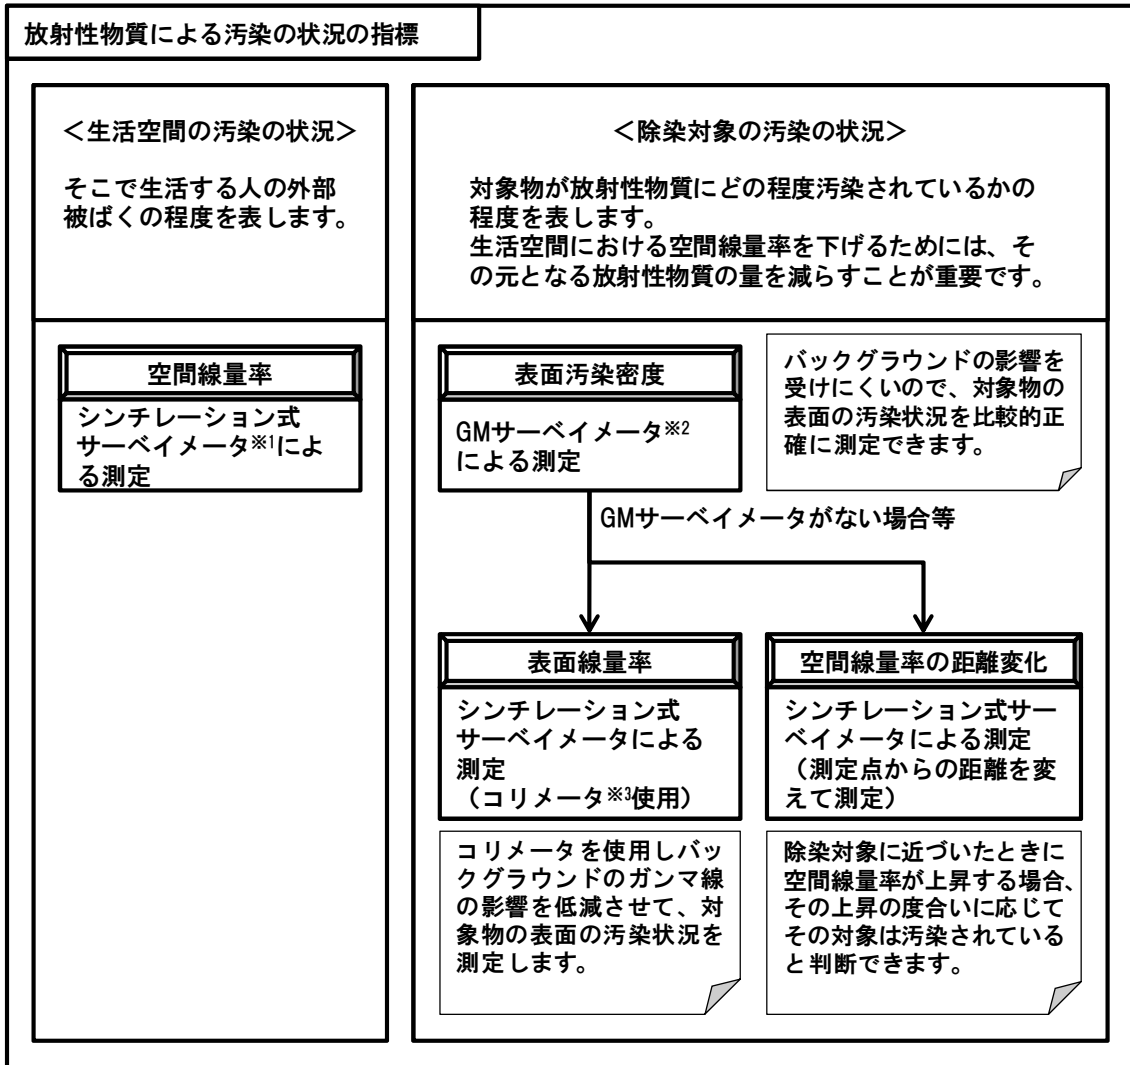 放射性物質による汚染の状況の指標
＜生活空間の汚染の状況＞
そこで生活する人の外部
被ばくの程度を表します。
空間線量率
シンチレーション式
サーベイメータ※1によ
る測定
＜除染対象の汚染の状況＞
対象物が放射性物質にどの程度汚染されているかの
程度を表します。
生活空間における空間線量率を下げるためには、そ
の元となる放射性物質の量を減らすことが重要です。
表面汚染密度
GMサーベイメータ※2
による測定
バックグラウンドの影響を
受けにくいので、対象物の
表面の汚染状況を比較的正
確に測定できます。
GMサーベイメータがない場合等
表面線量率
シンチレーション式
サーベイメータによる
測定
（コリメータ※3使用）
コリメータを使用しバッ
クグラウンドのガンマ線
の影響を低減させて、対
象物の表面の汚染状況を
測定します。
空間線量率の距離変化
シンチレーション式サー
ベイメータによる測定
（測定点からの距離を変
えて測定）
除染対象に近づいたときに
空間線量率が上昇する場合、
その上昇の度合いに応じて
その対象は汚染されている
と判断できます。